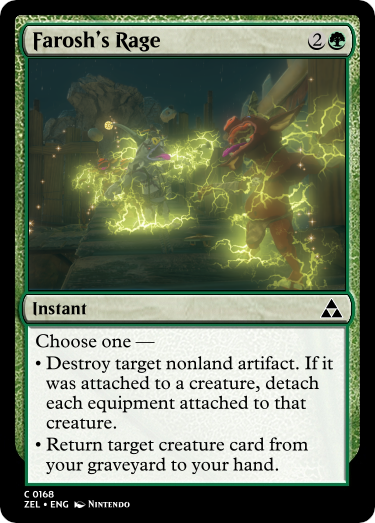 Farosh's Rage 2
Instant
Choose one —
• Destroy target nonland artifact. If it
was attached to a creature, detach
each equipment attached to that
creature.
• Return target creature card from
your graveyard to your hand.
C 0168
ZEL • ENG Nintendo